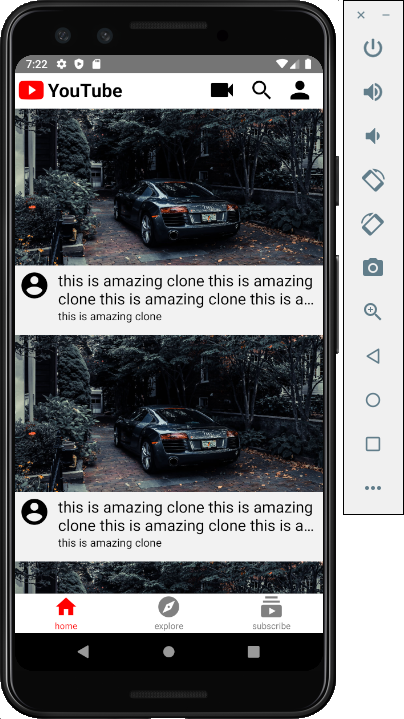 7:22
YouTube
this is amazing clone this is amazing
clone this is amazing clone this is a...
this is amazing clone
this is amazing clone this is amazing
clone this is amazing clone this is a...
this is amazing clone
home explore subscribe